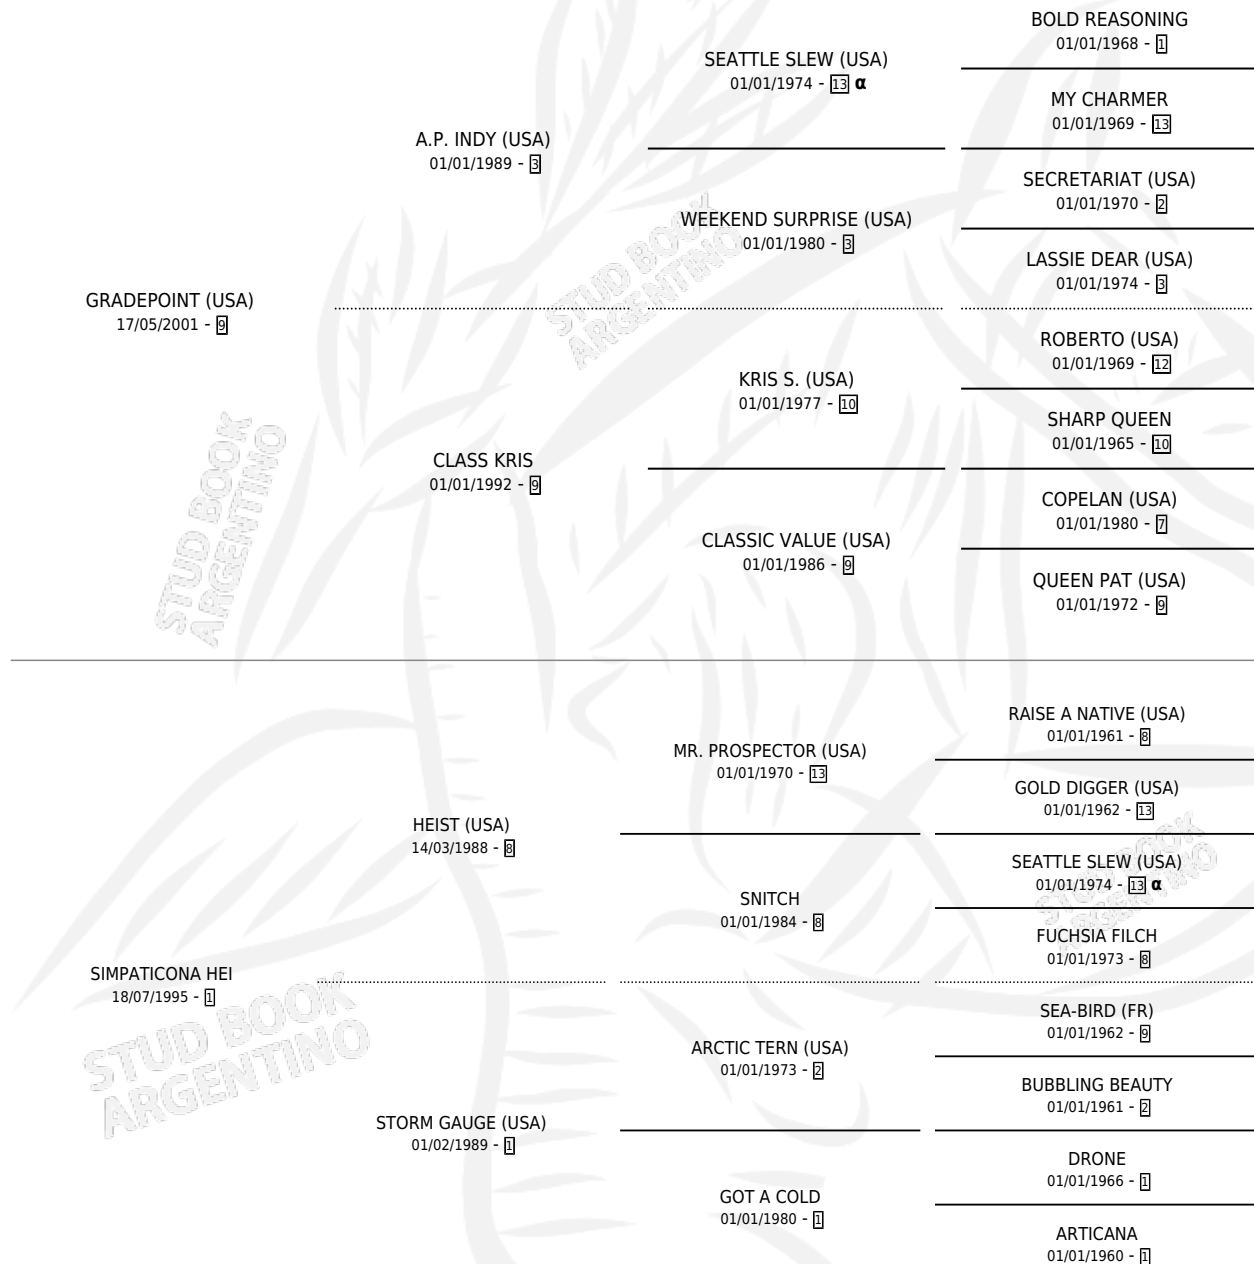 BOLD REASONING
01/01/1968 - 1
SEATTLE SLEW (USA)
01/01/1974 - 13 α
MY CHARMER
01/01/1969 - 13
A.P. INDY (USA)
01/01/1989 - 3
SECRETARIAT (USA)
01/01/1970 - 2
WEEKEND SURPRISE (USA)
01/01/1980 - 3
LASSIE DEAR (USA)
01/01/1974 - 3
GRADEPOINT (USA)
17/05/2001 - 9
STUD BOOK
ARGENTINO
ROBERTO (USA)
01/01/1969 - 12
KRIS S. (USA)
01/01/1977 - 10
SHARP QUEEN
01/01/1965 - 10
CLASS KRIS
01/01/1992 - 9
STUD BOOK
ARGENTINO
COPELAN (USA)
01/01/1980 - 7
CLASSIC VALUE (USA)
01/01/1986 - 9
QUEEN PAT (USA)
01/01/1972 - 9
RAISE A NATIVE (USA)
01/01/1961 - 8
MR. PROSPECTOR (USA)
01/01/1970 - 13
GOLD DIGGER (USA)
01/01/1962 - 13
HEIST (USA)
14/03/1988 - 8
SEATTLE SLEW (USA)
01/01/1974 - 13 α
STUD BOOK
ARGENTINO
SNITCH
01/01/1984 - 8
FUCHSIA FILCH
01/01/1973 - 8
SIMPATICONA HEI
18/07/1995 - 1
STUD BOOK
ARGENTINO
SEA-BIRD (FR)
01/01/1962 - 9
ARCTIC TERN (USA)
01/01/1973 - 2
BUBBLING BEAUTY
01/01/1961 - 2
STORM GAUGE (USA)
01/02/1989 - 1
DRONE
01/01/1966 - 1
GOT A COLD
01/01/1980 - 1
ARTICANA
01/01/1960 - 1